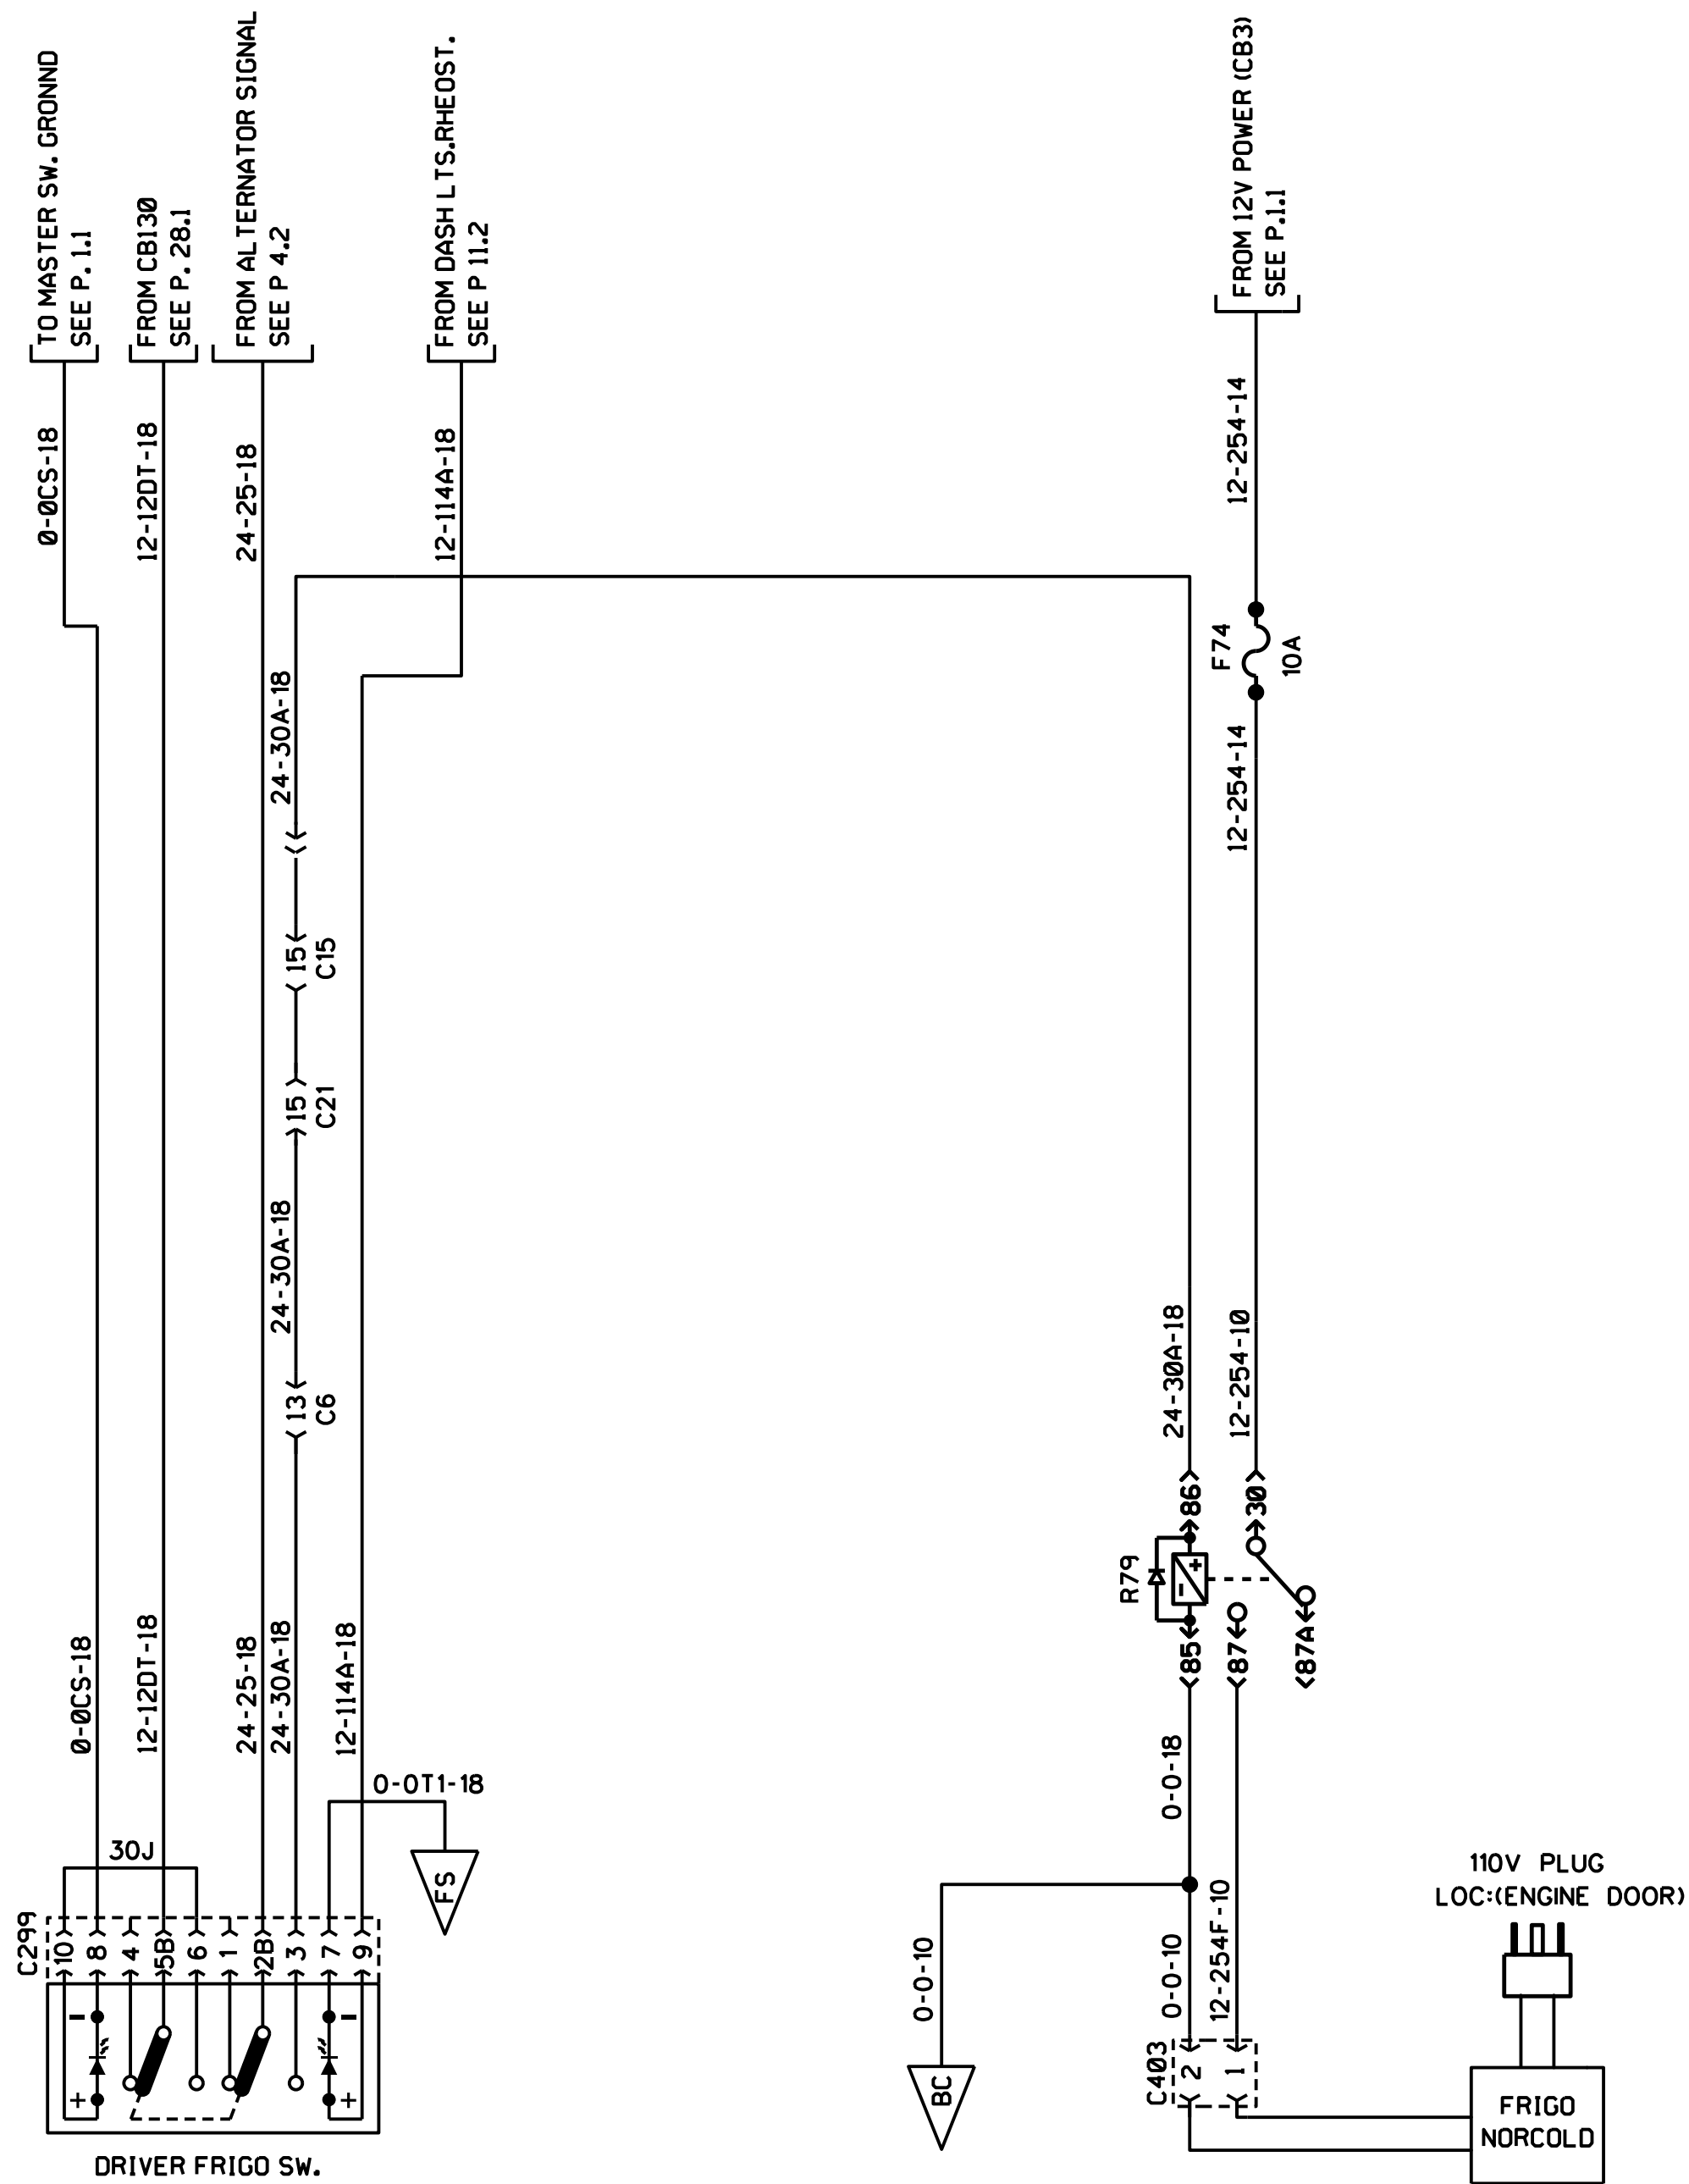 TO MASTER SW. GRONND
SEE P. 1.1
FROM CB130
SEE P. 28.1
FROM ALTERNATOR SIGNAL
SEE P 4.2
FROM DASH LTS.RHEOST.
SEE P 11.2
FROM 12V POWER (CB3)
SEE P.1.1
0-0CS-18
12-12DT-18
24-25-18
12-114A-18
12-254-14
F74
10A
24-30A-18
12-254-14
15
C15
15
C21
24-30A-18
13
C6
24-30A-18
12-254-10
86
30
R79
+
-
85
87
87A
0-0CS-18
12-12DT-18
24-25-18
24-30A-18
12-114A-18
0-0T1-18
FS
30J
0-0-18
C299
10
8
4
5B
6
1
2B
3
7
9
-
+
-
+
DRIVER FRIGO SW.
0-0-10
BC
0-0-10
12-254F-10
C403
2
1
110V PLUG
LOC:(ENGINE DOOR)
FRIGO
NORCOLD